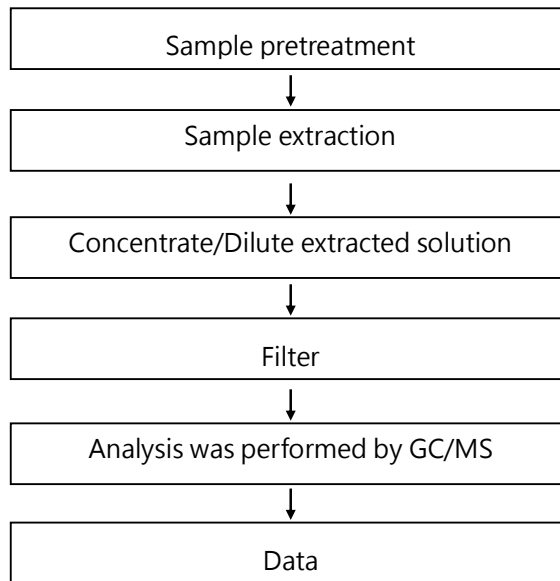 Sample pretreatment
Sample extraction
Concentrate/Dilute extracted solution
Filter
Analysis was performed by GC/MS
Data